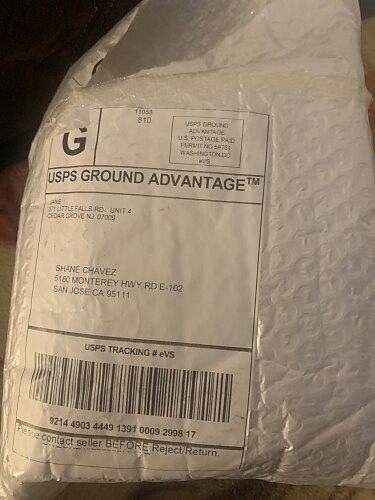 11058
810
G
USPS GROUND
ADVANTAGE
U.S. POSTAGE PAID
PERMIT NO 59761
WASHINGTON DC
eVS
USPS GROUND ADVANTAGE™
JANE
371 LITTLE FALLS RD. UNIT 4
CEDAR GROVE NJ 07009
SHANE CHAVEZ
5180 MONTEREY HWY RD E-102
SAN JOSE CA 95111
USPS TRACKING # eVS
9214 4903 4449 1391 0009 2998 17
Please contact seller BEFORE Reject/Return.